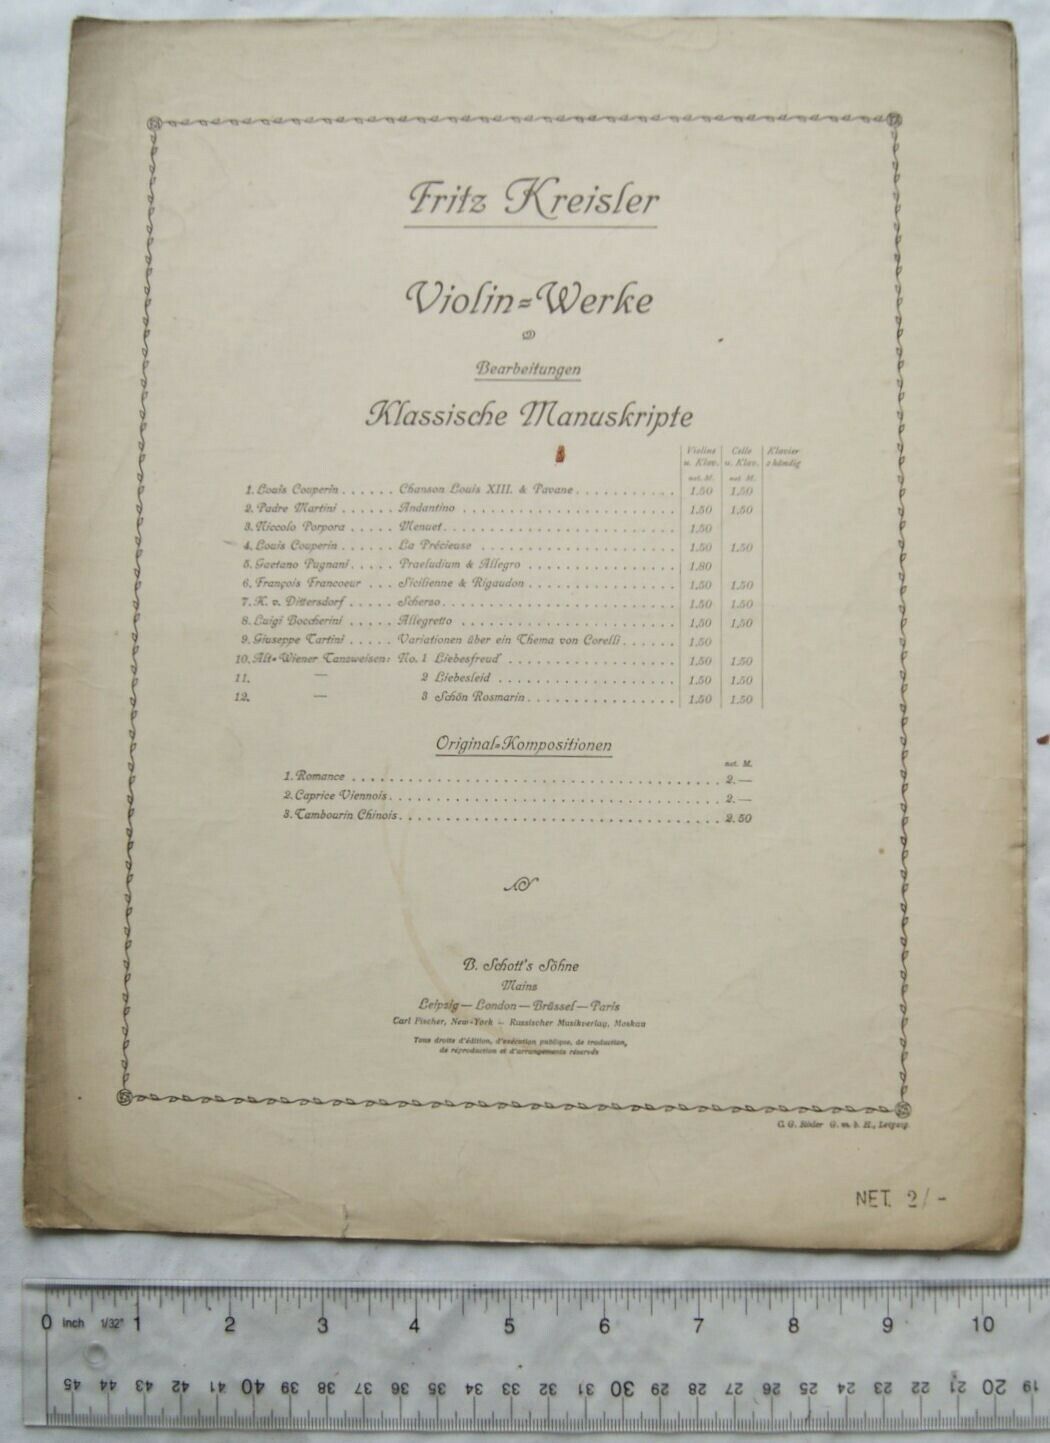 Fritz Kreisler
Violin=Werke
Bearbeitungen
Klassische Manuskripte
Violine Cello Klavier
u. Klav. u. Klav. 2 händig
net. M. net. M.
1. Louis Couperin . . . . . . Chanson Louis XIII. & Pavane . . . . . . . . . . . 1.50 1.50
2. Padre Martini . . . . . . Andantino . . . . . . . . . . . . . . . . . . . . . . . 1.50 1.50
3. Niccolo Porpora . . . . . Menuet . . . . . . . . . . . . . . . . . . . . . . . . 1.50
4. Louis Couperin . . . . . . La Précieuse . . . . . . . . . . . . . . . . . . . . . 1.50 1.50
5. Gaetano Pugnani . . . . . Praeludium & Allegro . . . . . . . . . . . . . . . . 1.80
6. François Francoeur . . . Sicilienne & Rigaudon . . . . . . . . . . . . . . . . 1.50 1.50
7. K. v. Dittersdorf . . . . . Scherzo . . . . . . . . . . . . . . . . . . . . . . . . 1.50 1.50
8. Luigi Boccherini . . . . . Allegretto . . . . . . . . . . . . . . . . . . . . . . . 1.50 1.50
9. Giuseppe Tartini . . . . . Variationen über ein Thema von Corelli . . . . . . 1.50
10. Alt=Wiener Tanzweisen: No. 1 Liebesfreud' . . . . . . . . . . . . . . . . . . 1.50 1.50
11. — 2 Liebesleid . . . . . . . . . . . . . . . . . . . 1.50 1.50
12. — 3 Schön Rosmarin . . . . . . . . . . . . . . . 1.50 1.50
Original=Kompositionen
net. M.
1. Romance . . . . . . . . . . . . . . . . . . . . . . . . . . . . . . . . . . . . . . . 2.—
2. Caprice Viennois . . . . . . . . . . . . . . . . . . . . . . . . . . . . . . . . . . 2.—
3. Tambourin Chinois . . . . . . . . . . . . . . . . . . . . . . . . . . . . . . . . . 2.50
B. Schott's Söhne
Mainz
Leipzig — London — Brüssel — Paris
Carl Fischer, New-York — Russischer Musikverlag, Moskau
Tous droits d'édition, d'exécution publique, de traduction,
de réproduction et d'arrangements réservés
C. G. Röder G. m. b. H., Leipzig.
NET. 2/-
0 Inch 1/32" 1 2 3 4 5 6 7 8 9 10
45 44 43 42 41 40 39 38 37 36 35 34 33 32 31 30 29 28 27 26 25 24 23 22 21 20 19